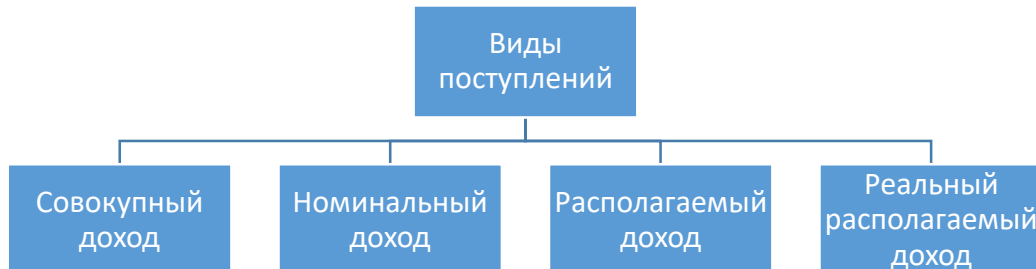 Виды
поступлений
Совокупный
доход
Номинальный
доход
Располагаемый
доход
Реальный
располагаемый
доход